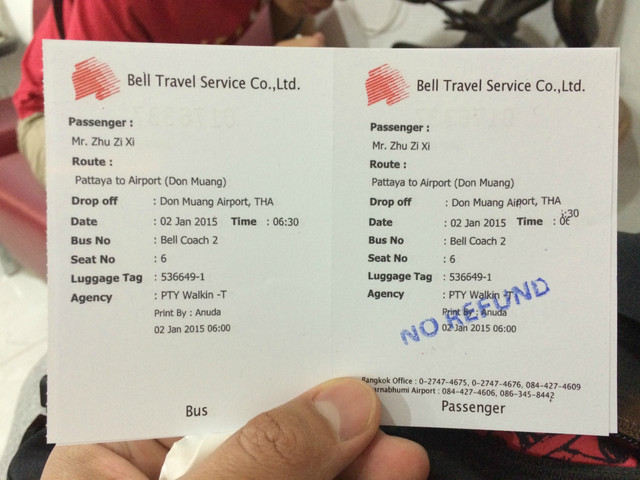 Bell Travel Service Co.,Ltd.
Passenger :
Mr. Zhu Zi Xi
Route :
Pattaya to Airport (Don Muang)
Drop off : Don Muang Airport, THA
Date : 02 Jan 2015 Time : 06:30
Bus No : Bell Coach 2
Seat No : 6
Luggage Tag : 536649-1
Agency : PTY Walkin -T
Print By : Anuda
02 Jan 2015 06:00
Bus
Bell Travel Service Co.,Ltd.
Passenger :
Mr. Zhu Zi Xi
Route :
Pattaya to Airport (Don Muang)
Drop off : Don Muang Airport, THA
Date : 02 Jan 2015 Time : 06:30
Bus No : Bell Coach 2
Seat No : 6
Luggage Tag : 536649-1
Agency : PTY Walkin -T
Print By : Anuda
02 Jan 2015 06:00
NO REFUND
Bangkok Office : 0-2747-4675, 0-2747-4676, 084-427-4609
Airport : 084-427-4606, 086-345-8442
Passenger